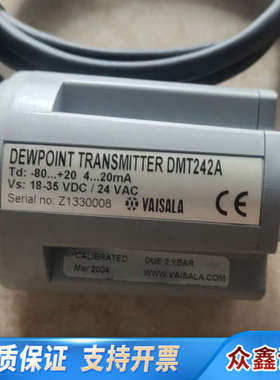 DEWPOINT TRANSMITTER DMT242A
Td: -80...+20 4...20mA
Vs: 18-35 VDC / 24 VAC
Serial no: Z1330008 VAISALA CE
CALIBRATED DUE 2 YEAR
Mar 2004 WWW.VAISALA.COM
品质保证 支持开票 众鑫